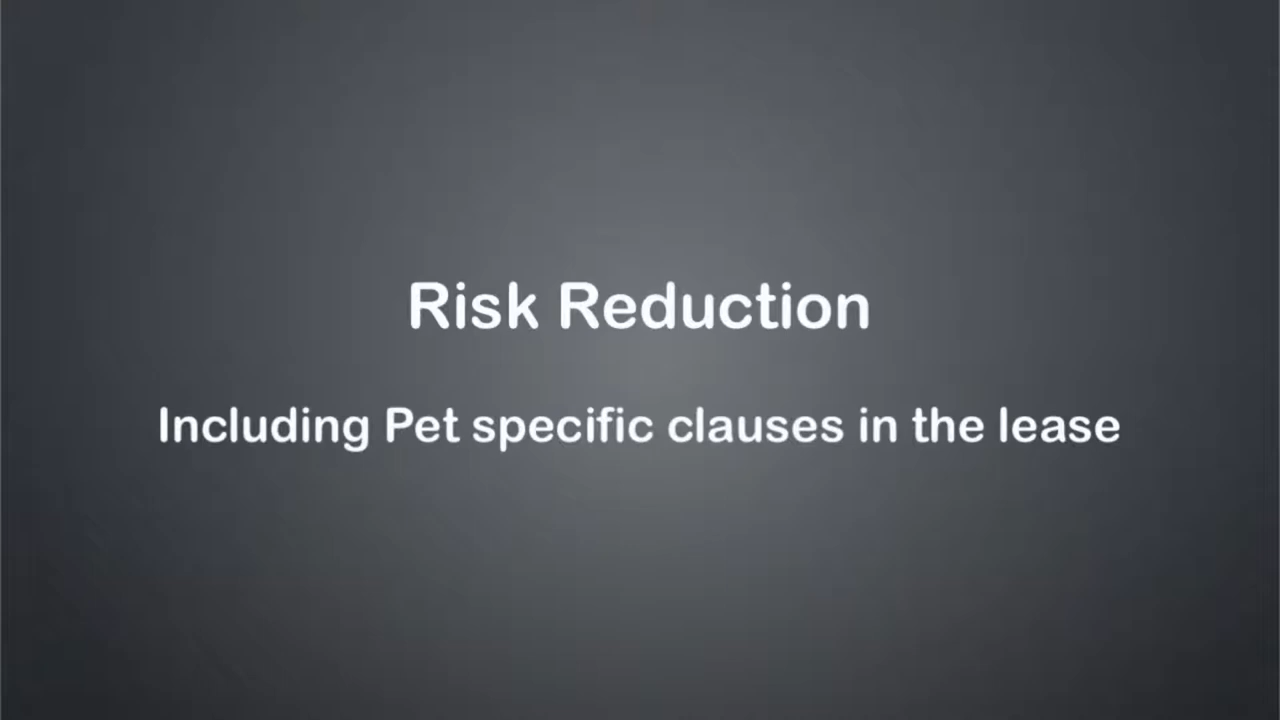 Risk Reduction
Including Pet specific clauses in the lease